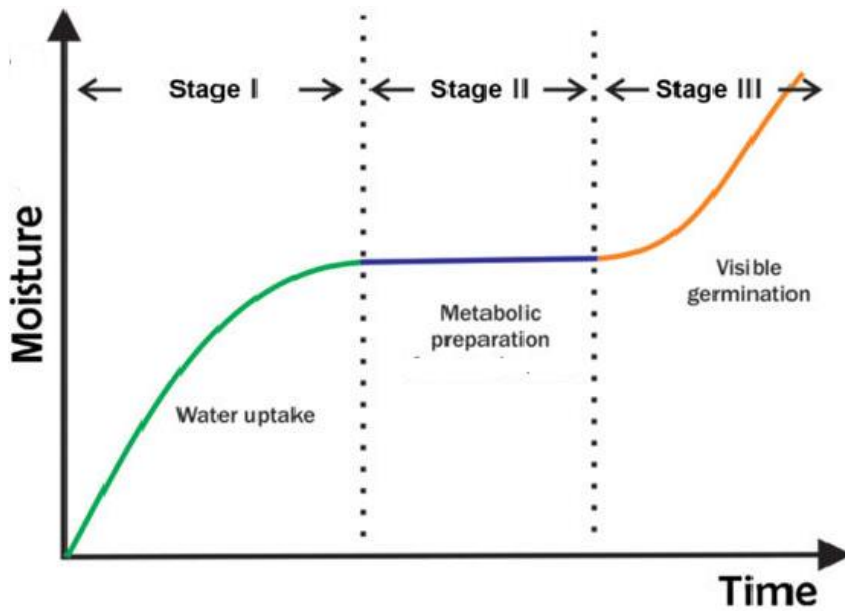 Stage I
Stage II
Stage III
Moisture
Visible
germination
Metabolic
preparation
Water uptake
Time